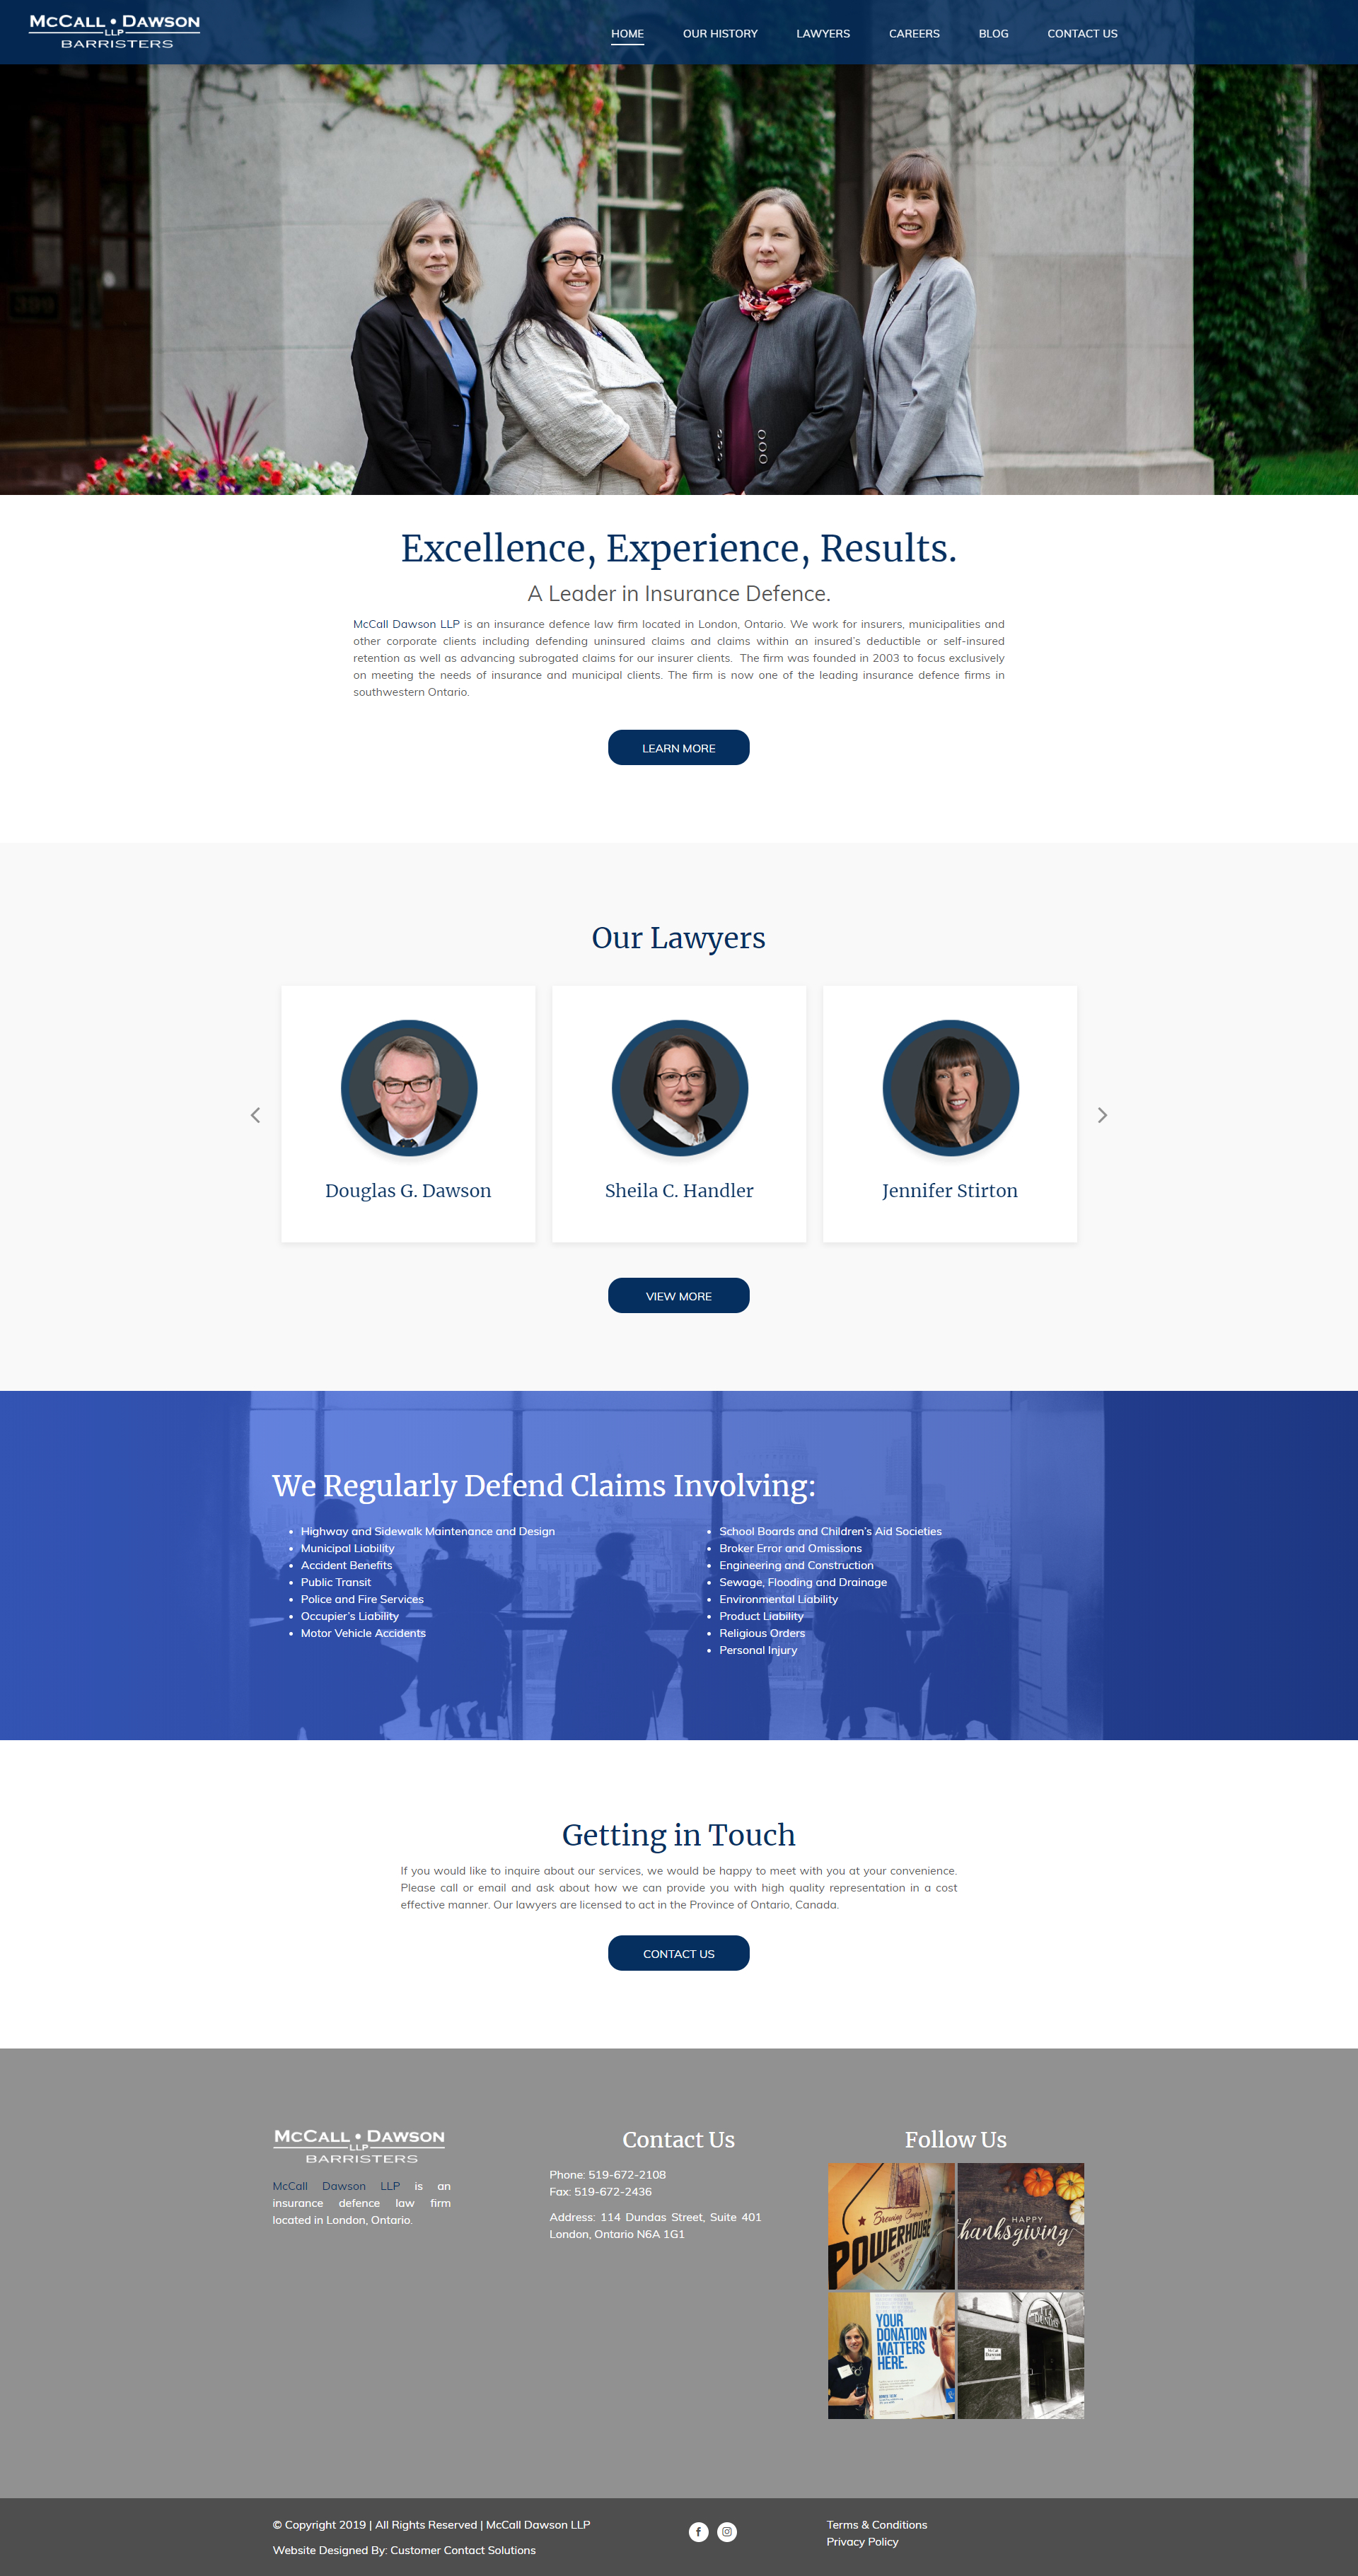 McCall • Dawson
LLP
BARRISTERS
HOME
OUR HISTORY
LAWYERS
CAREERS
BLOG
CONTACT US
Excellence, Experience, Results.
A Leader in Insurance Defence.
McCall Dawson LLP is an insurance defence law firm located in London, Ontario. We work for insurers, municipalities and
other corporate clients including defending uninsured claims and claims within an insured’s deductible or self-insured
retention as well as advancing subrogated claims for our insurer clients.  The firm was founded in 2003 to focus exclusively
on meeting the needs of insurance and municipal clients. The firm is now one of the leading insurance defence firms in
southwestern Ontario.
LEARN MORE
Our Lawyers
Douglas G. Dawson
Sheila C. Handler
Jennifer Stirton
VIEW MORE
We Regularly Defend Claims Involving:
• Highway and Sidewalk Maintenance and Design
• Municipal Liability
• Accident Benefits
• Public Transit
• Police and Fire Services
• Occupier’s Liability
• Motor Vehicle Accidents
• School Boards and Children’s Aid Societies
• Broker Error and Omissions
• Engineering and Construction
• Sewage, Flooding and Drainage
• Environmental Liability
• Product Liability
• Religious Orders
• Personal Injury
Getting in Touch
If you would like to inquire about our services, we would be happy to meet with you at your convenience.
Please call or email and ask about how we can provide you with high quality representation in a cost
effective manner. Our lawyers are licensed to act in the Province of Ontario, Canada.
CONTACT US
McCall • Dawson
LLP
BARRISTERS
McCall Dawson LLP is an
insurance defence law firm
located in London, Ontario.
Contact Us
Phone: 519-672-2108
Fax: 519-672-2436
Address: 114 Dundas Street, Suite 401
London, Ontario N6A 1G1
Follow Us
Brewing Company
POWERHOUSE
HAPPY
thanksgiving
YOUR
DONATION
MATTERS
HERE.
© Copyright 2019 | All Rights Reserved | McCall Dawson LLP
Website Designed By: Customer Contact Solutions
Terms & Conditions
Privacy Policy